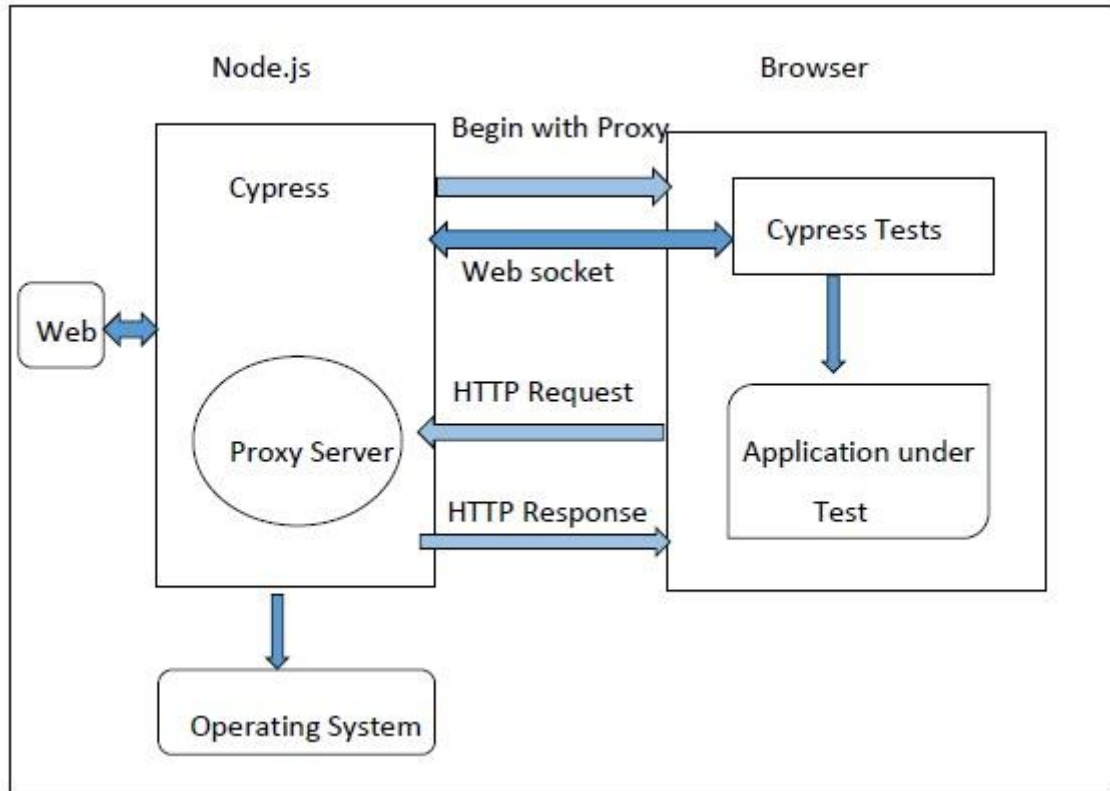 Node.js
Browser
Begin with Proxy
Cypress
Cypress Tests
Web socket
Web
HTTP Request
Proxy Server
Application under
Test
HTTP Response
Operating System